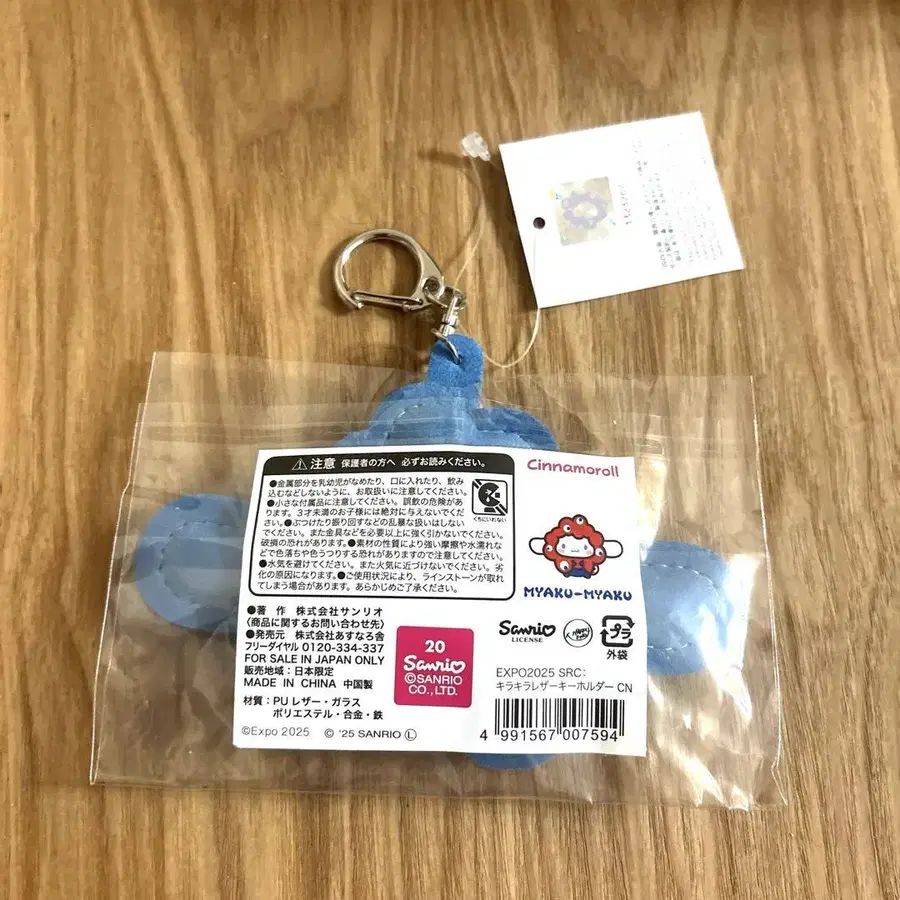 1323262
⚠注意 保護者の方へ 必ずお読みください。
●金属部分を乳幼児がなめたり、口に入れたり、飲み
込むなどしないように、お取扱いに注意してください。
●小さな付属品に注意してください。誤飲の危険があ
ります。3才未満のお子様には絶対に与えないでくだ
さい。●ぶつけたり振り回すなどの乱暴な扱いはしない
でください。また金具などを必要以上に強く引かないでください。
破損の恐れがあります。●素材の性質により強い摩擦や水濡れな
どで色落ちや色うつりする恐れがありますので注意してください。
●水気を避けてください。また火気に近づけないでください。劣
化の原因になります。●ご使用状況により、ラインストーンが取れ
てしまう場合があります。あらかじめご了承ください。
くちにいれない
Cinnamoroll
MYAKU-MYAKU
●著 作 株式会社サンリオ
〈商品に関するお問い合わせ先〉
●発売元 株式会社あすなろ舎
フリーダイヤル 0120-334-337
FOR SALE IN JAPAN ONLY
販売地域:日本限定
MADE IN CHINA 中国製
材質:PU レザー・ガラス
ポリエステル・合金・鉄
©Expo 2025 © '25 SANRIO Ⓛ
20
Sanrio
©SANRIO
CO., LTD.
Sanrio
LICENSE
プラ
外袋
EXPO2025 SRC:
キラキラレザーキーホルダー CN
4 991567 007594